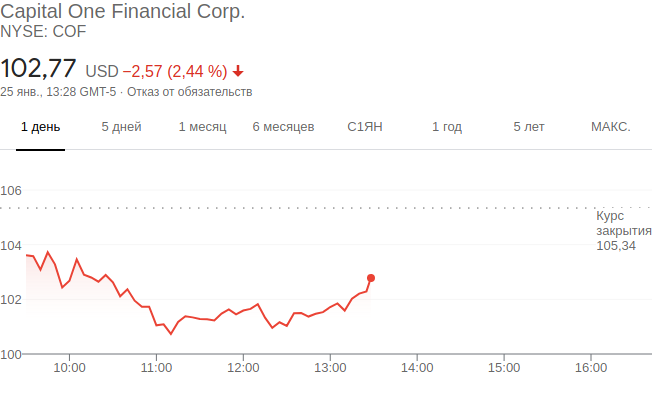 Capital One Financial Corp.
NYSE: COF
102,77 USD −2,57 (2,44 %)
25 янв., 13:28 GMT-5 · Отказ от обязательств
1 день 5 дней 1 месяц 6 месяцев С1ЯН 1 год 5 лет МАКС.
106
Курс
закрытия
105,34
104
102
100
10:00 11:00 12:00 13:00 14:00 15:00 16:00